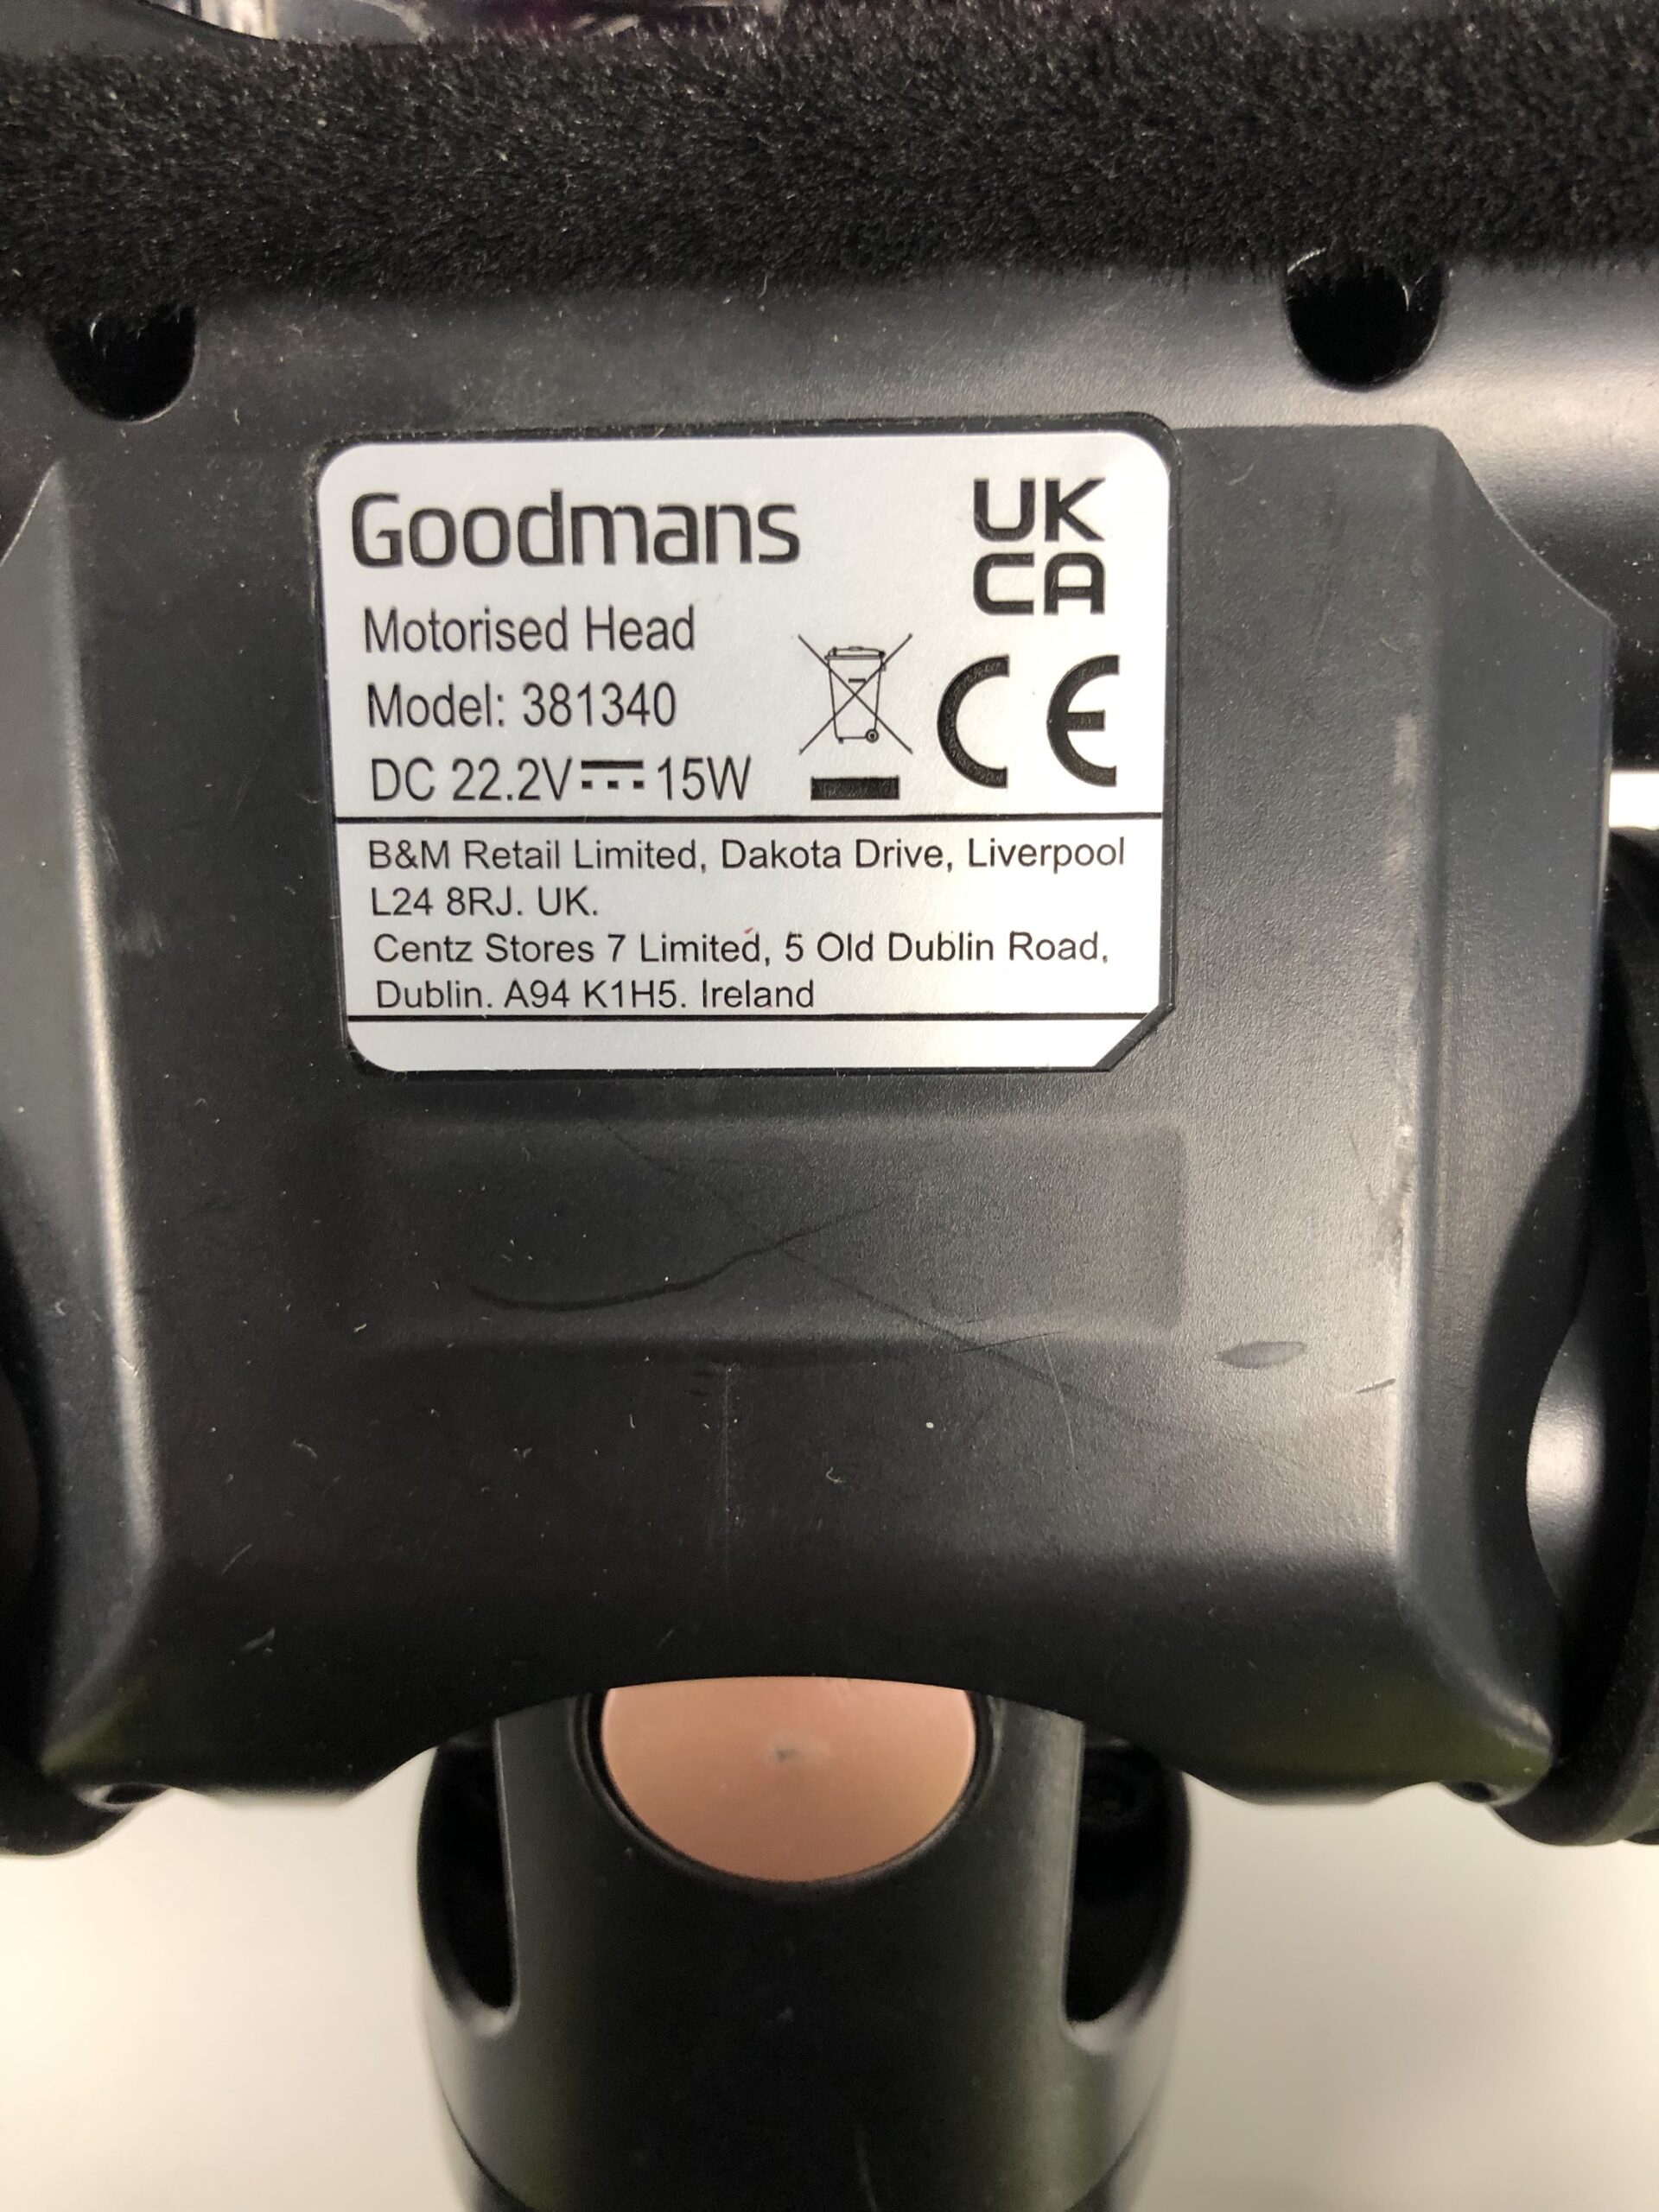 Goodmans
UK
CA
Motorised Head
Model: 381340
CE
DC 22.2V⎓15W
B&M Retail Limited, Dakota Drive, Liverpool
L24 8RJ. UK.
Centz Stores 7 Limited, 5 Old Dublin Road,
Dublin. A94 K1H5. Ireland